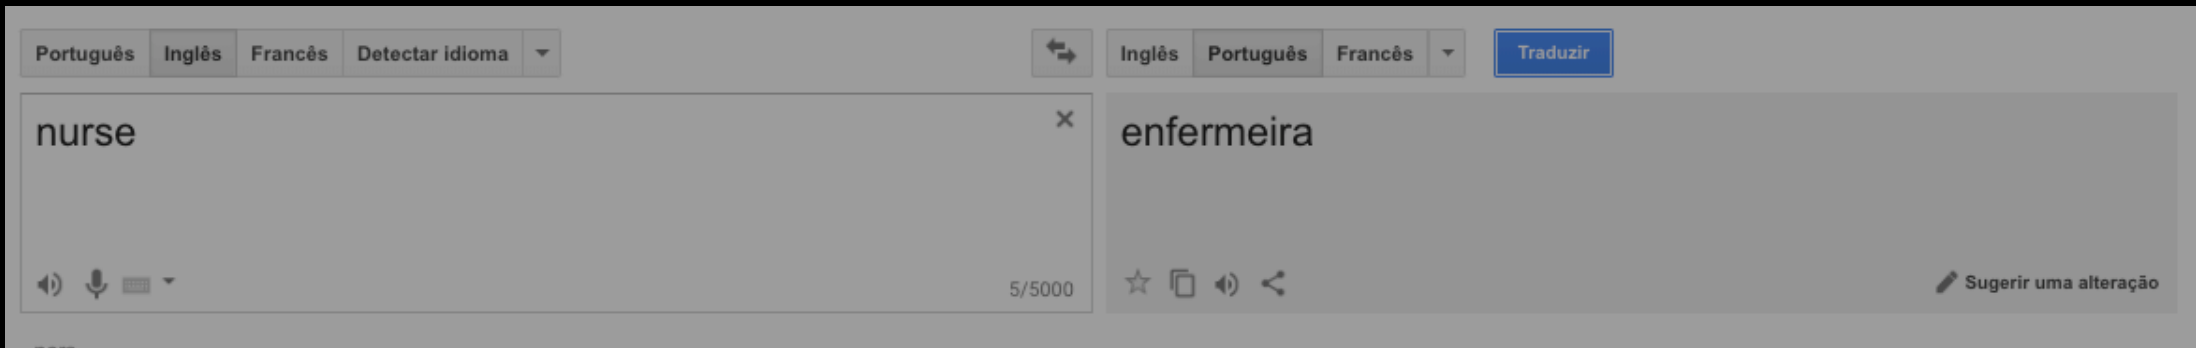 Português Inglês Francês Detectar idioma
Inglês Português Francês Traduzir
nurse
enfermeira
5/5000
Sugerir uma alteração